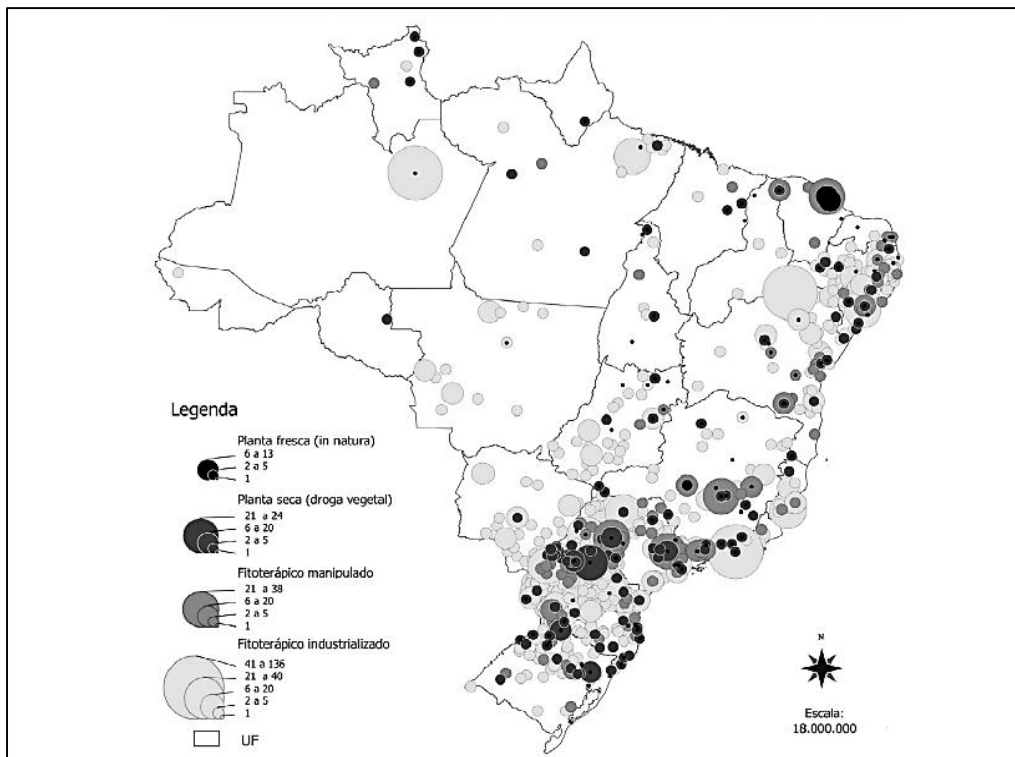 Legenda
Planta fresca (in natura)
6 a 13
2 a 5
1
Planta seca (droga vegetal)
21 a 24
6 a 20
2 a 5
1
Fitoterápico manipulado
21 a 38
6 a 20
2 a 5
1
Fitoterápico industrializado
41 a 136
21 a 40
6 a 20
2 a 5
1
UF
N
Escala:
18.000.000